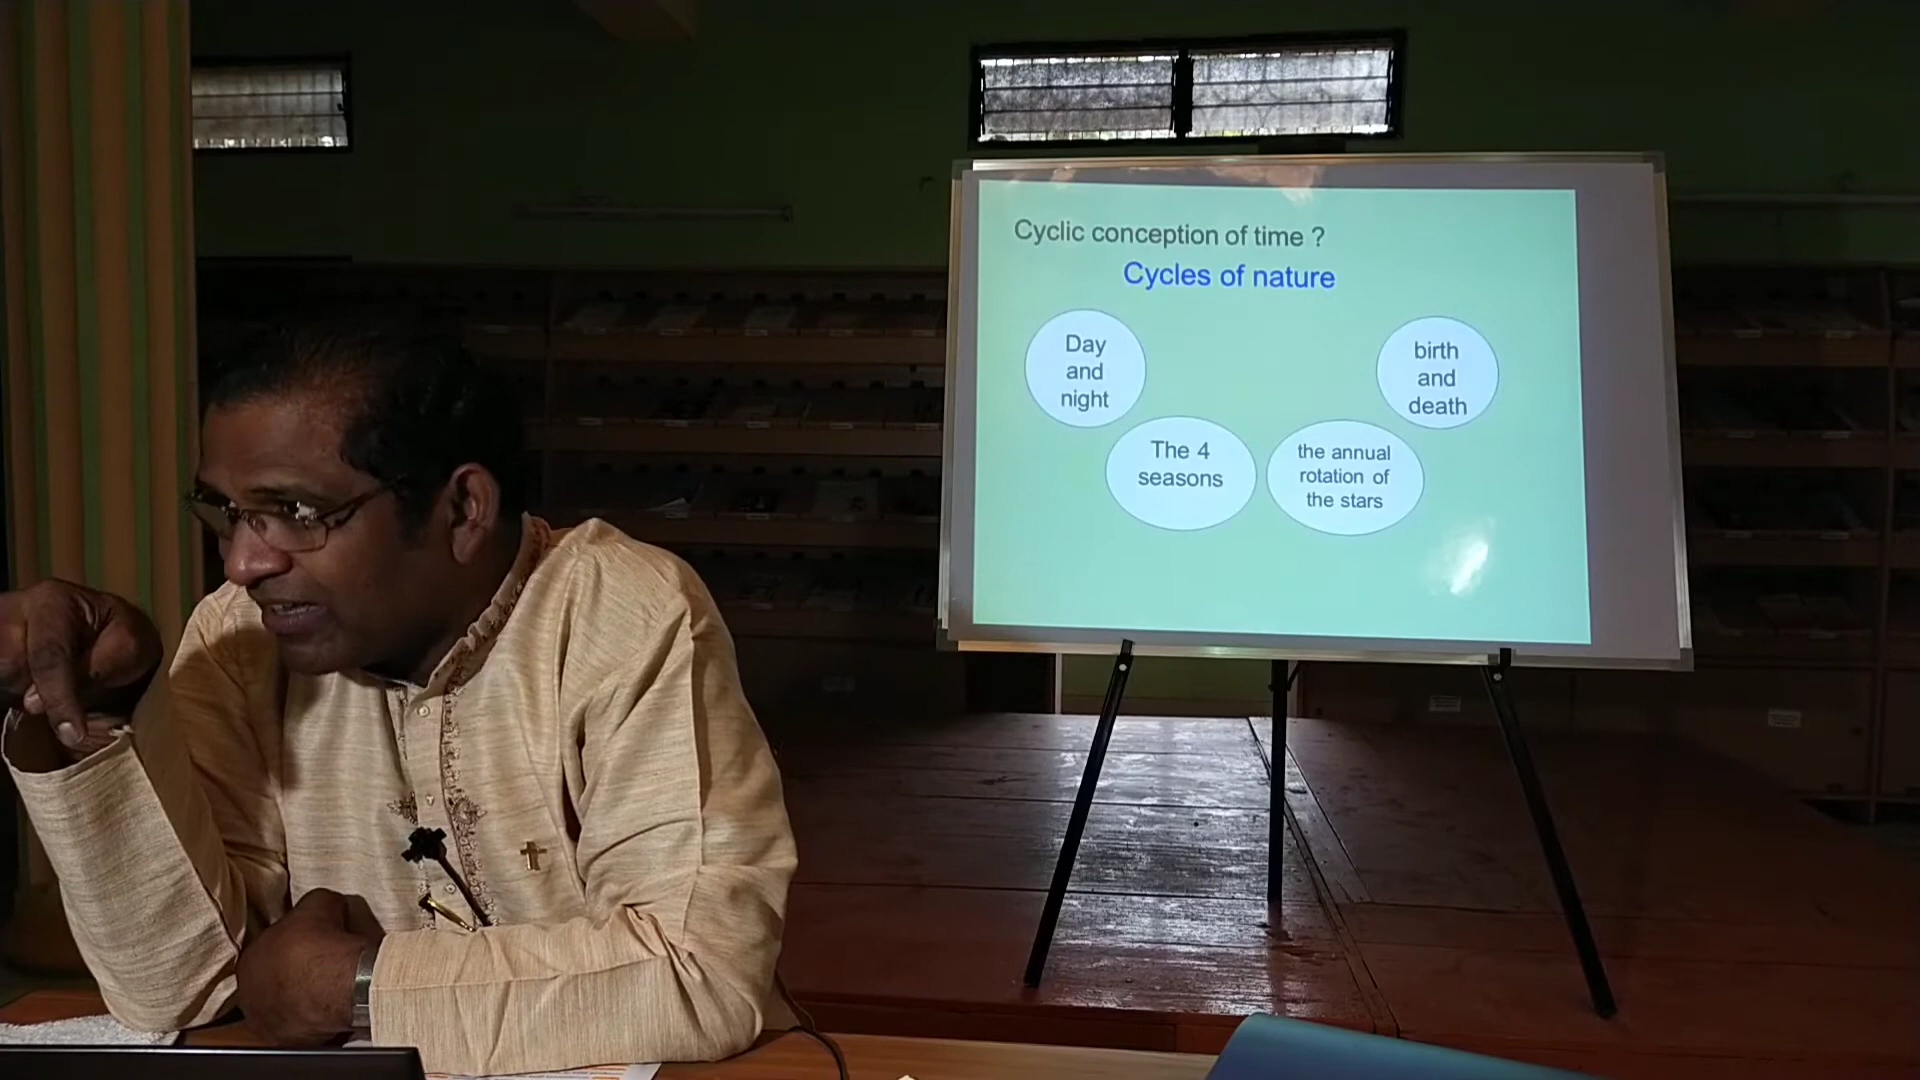 Cyclic conception of time ?
Cycles of nature
Day
and
night
The 4
seasons
the annual
rotation of
the stars
birth
and
death